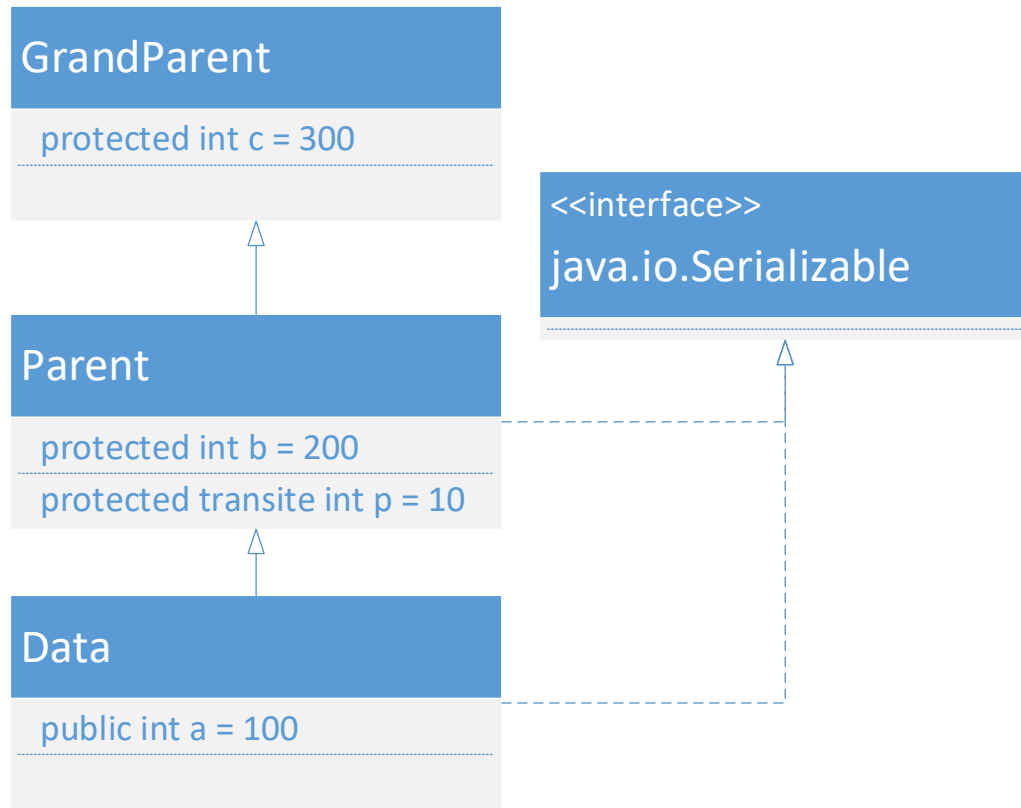 GrandParent
protected int c = 300
<<interface>>
java.io.Serializable
Parent
protected int b = 200
protected transite int p = 10
Data
public int a = 100